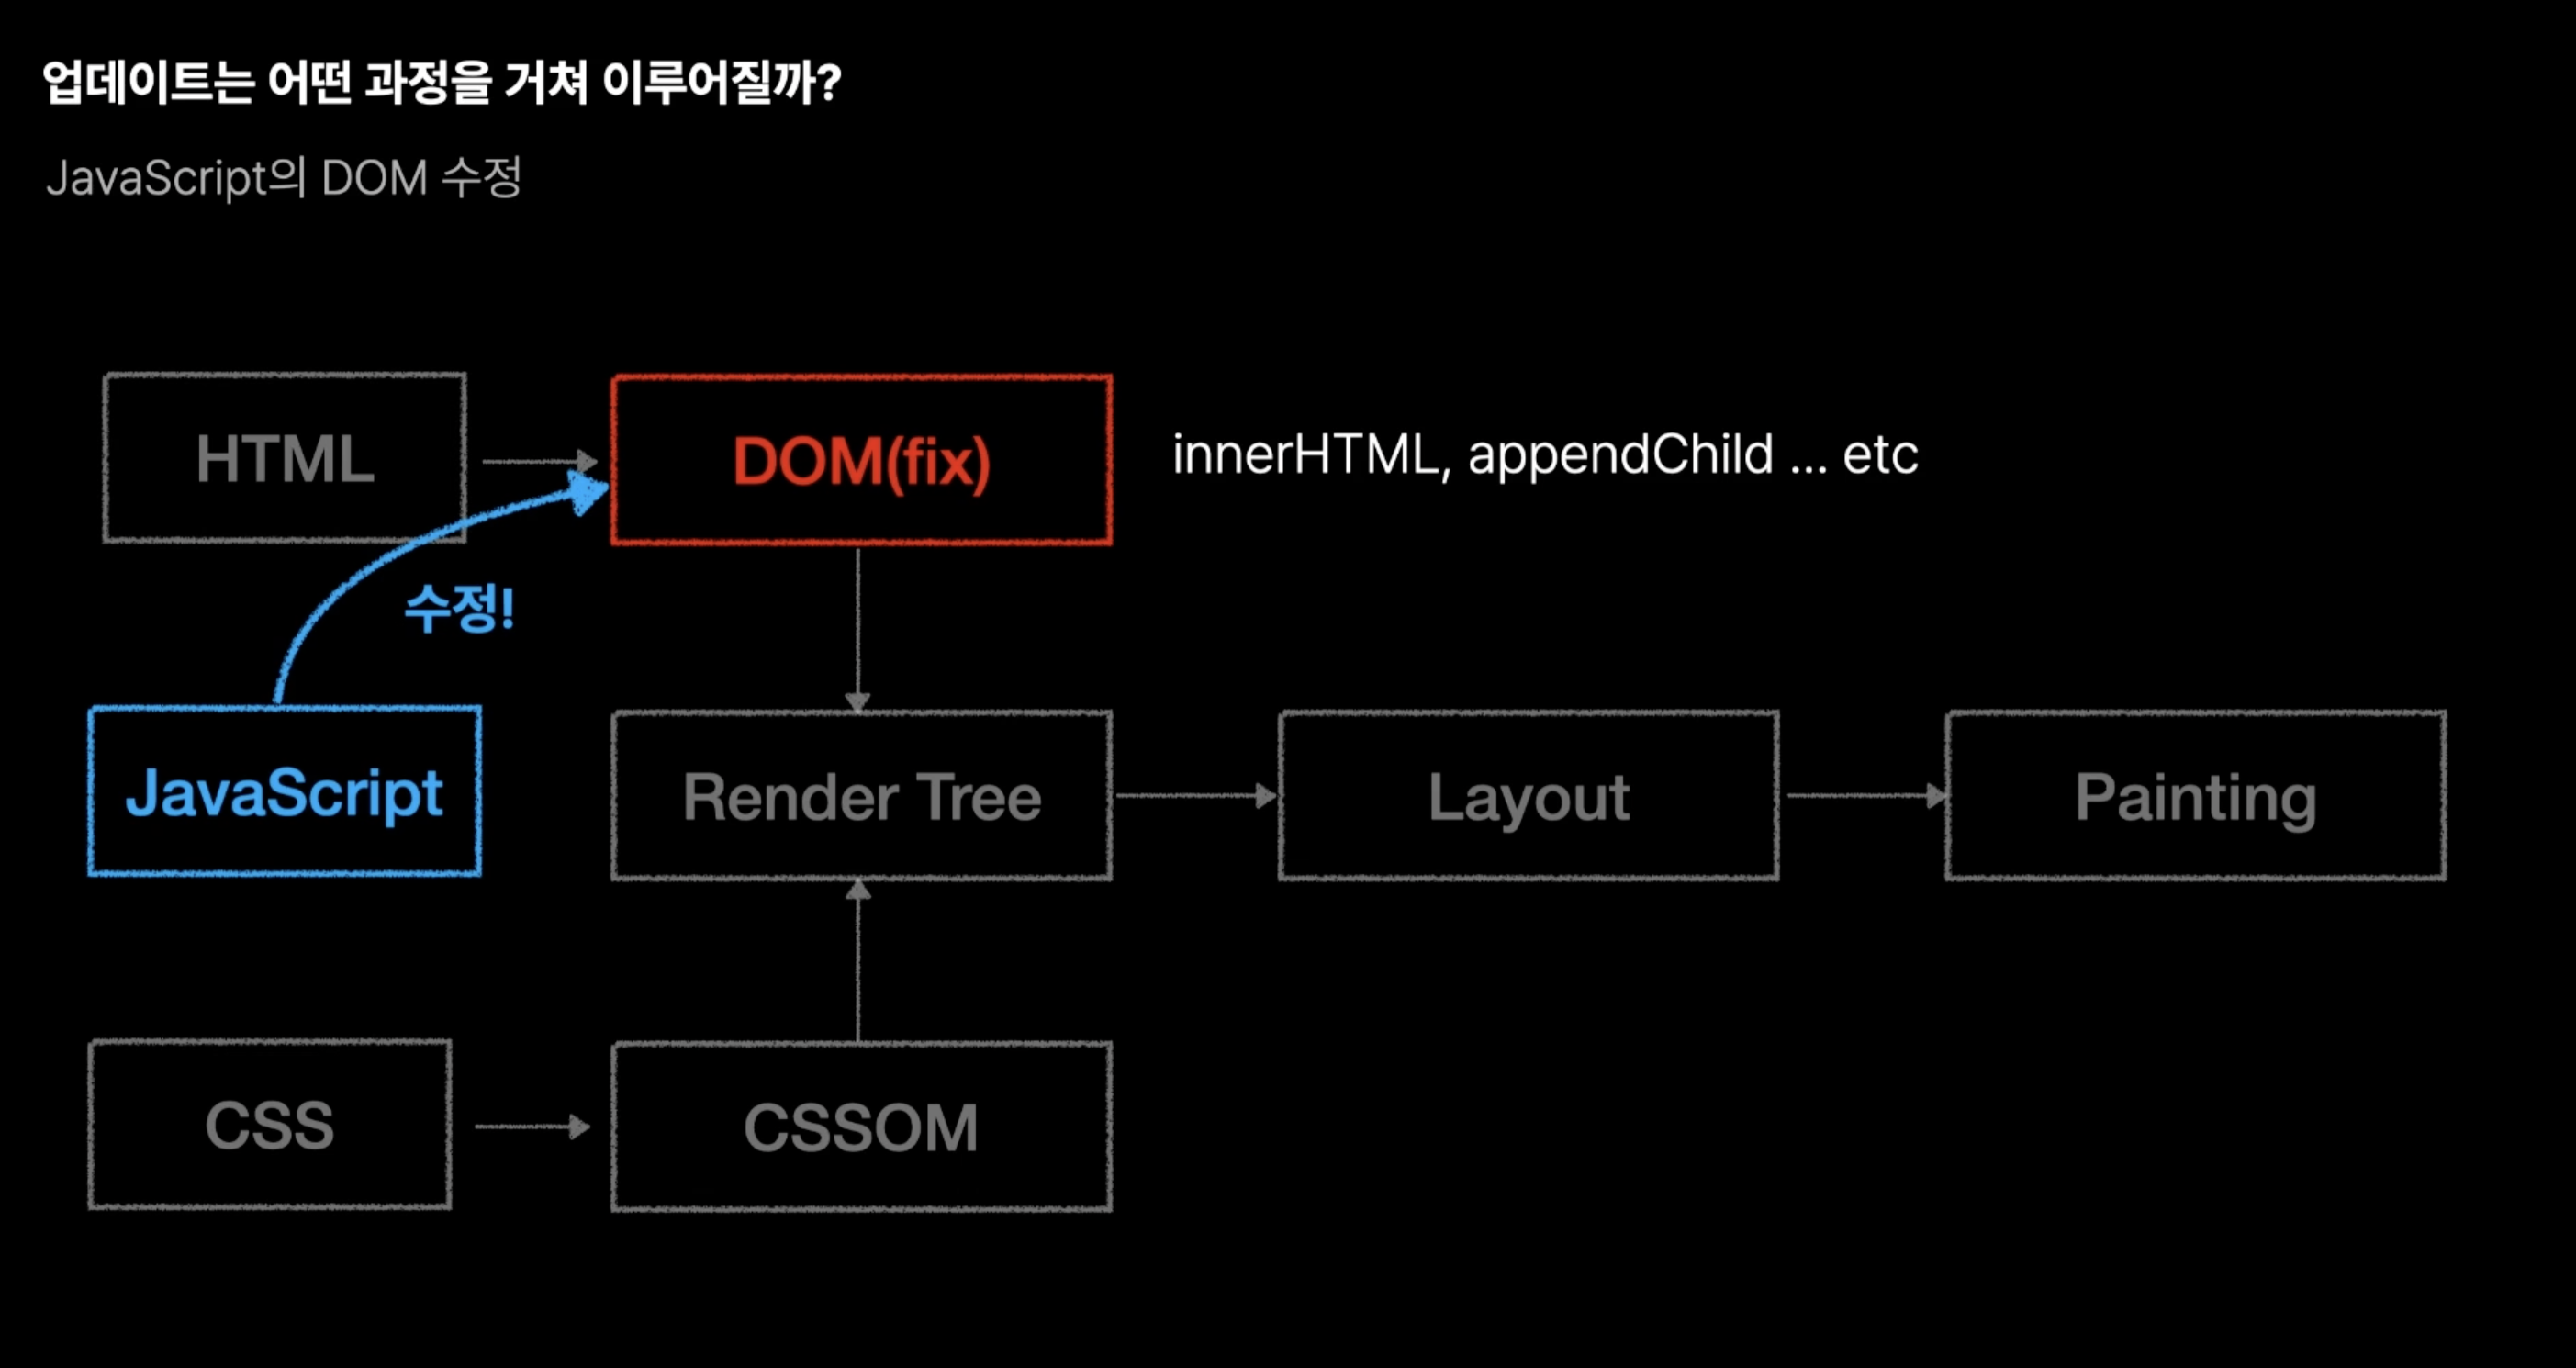 업데이트는 어떤 과정을 거쳐 이루어질까?
JavaScript의 DOM 수정
HTML
DOM(fix)
innerHTML, appendChild ... etc
수정!
JavaScript
Render Tree
Layout
Painting
CSS
CSSOM